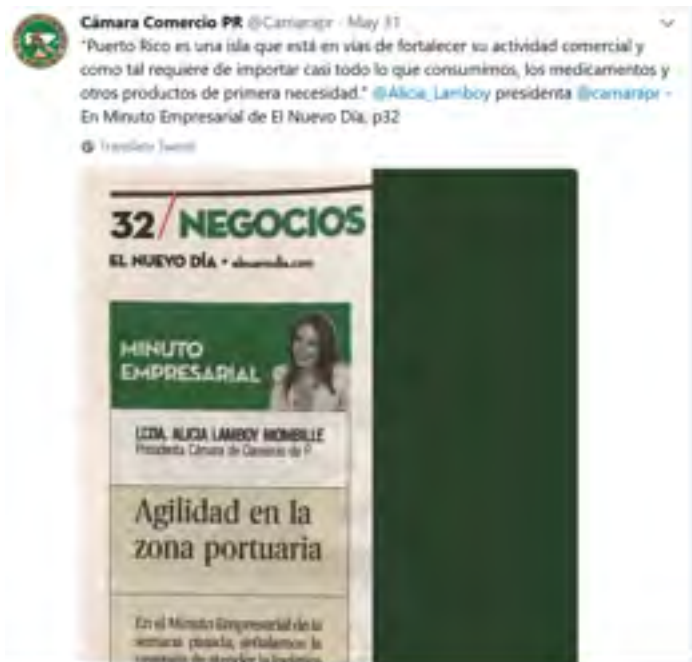 Cámara Comercio PR @Camarapr · May 31
"Puerto Rico es una isla que está en vías de fortalecer su actividad comercial y
como tal requiere de importar casi todo lo que consumimos, los medicamentos y
otros productos de primera necesidad." @Alicia_Lamboy presidenta @camarapr -
En Minuto Empresarial de El Nuevo Día, p32
Translate Tweet
32/NEGOCIOS
EL NUEVO DÍA • elnuevodia.com
MINUTO
EMPRESARIAL
LCDA. ALICIA LAMBOY MOMBILLE
Presidenta Cámara de Comercio de P
Agilidad en la
zona portuaria
En el Minuto Empresarial de la
semana pasada, señalamos la